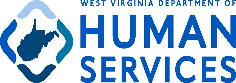 WEST VIRGINIA DEPARTMENT OF
HUMAN
SERVICES